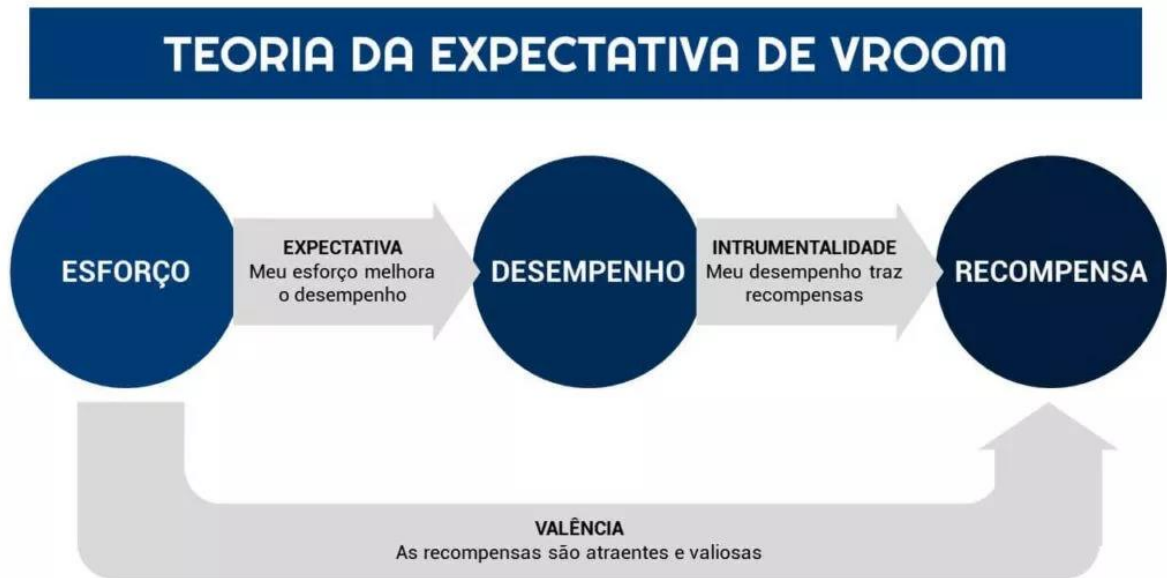 TEORIA DA EXPECTATIVA DE VROOM
ESFORÇO
EXPECTATIVA
Meu esforço melhora
o desempenho
DESEMPENHO
INTRUMENTALIDADE
Meu desempenho traz
recompensas
RECOMPENSA
VALÊNCIA
As recompensas são atraentes e valiosas